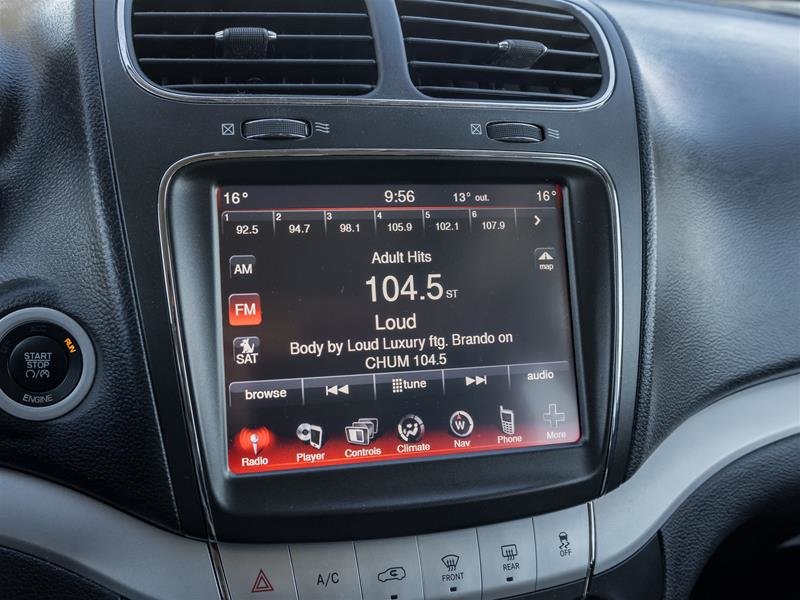 16° 9:56 13° out. 16°
1 2 3 4 5 6
92.5 94.7 98.1 105.9 102.1 107.9
AM
Adult Hits
map
104.5 ST
FM
Loud
Body by Loud Luxury ftg. Brando on
CHUM 104.5
SAT
browse tune audio
Radio Player Controls Climate Nav Phone More
W
RUN
START
STOP
ENGINE
A/C FRONT REAR OFF